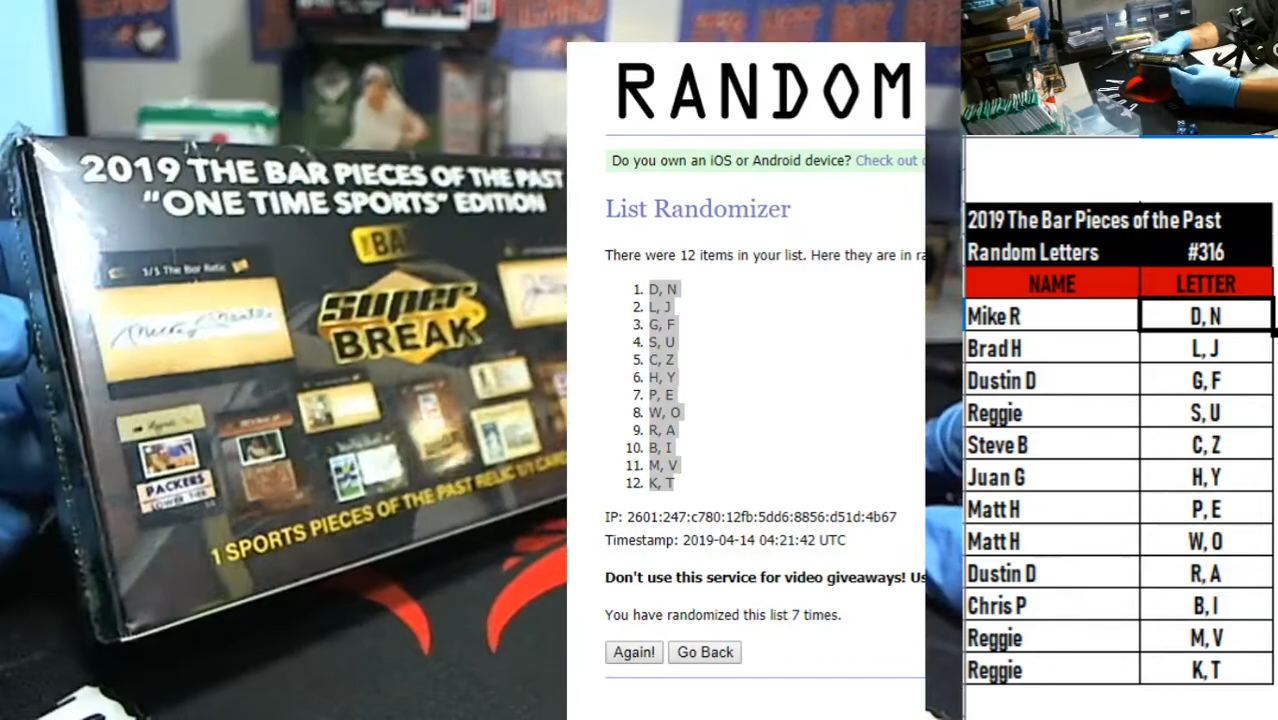 2019 THE BAR PIECES OF THE PAST
"ONE TIME SPORTS" EDITION
1/1 The Bar Relic
SUPER
BREAK
PACKERS
1 SPORTS PIECES OF THE PAST RELIC 1/1 CARD
RANDOM
Do you own an iOS or Android device? Check out
List Randomizer
There were 12 items in your list. Here they are in ra
1. D, N
2. L, J
3. G, F
4. S, U
5. C, Z
6. H, Y
7. P, E
8. W, O
9. R, A
10. B, I
11. M, V
12. K, T
IP: 2601:247:c780:12fb:5dd6:8856:d51d:4b67
Timestamp: 2019-04-14 04:21:42 UTC
Don't use this service for video giveaways! Us
You have randomized this list 7 times.
Again! Go Back
2019 The Bar Pieces of the Past
Random Letters #316
NAME LETTER
Mike R D, N
Brad H L, J
Dustin D G, F
Reggie S, U
Steve B C, Z
Juan G H, Y
Matt H P, E
Matt H W, O
Dustin D R, A
Chris P B, I
Reggie M, V
Reggie K, T